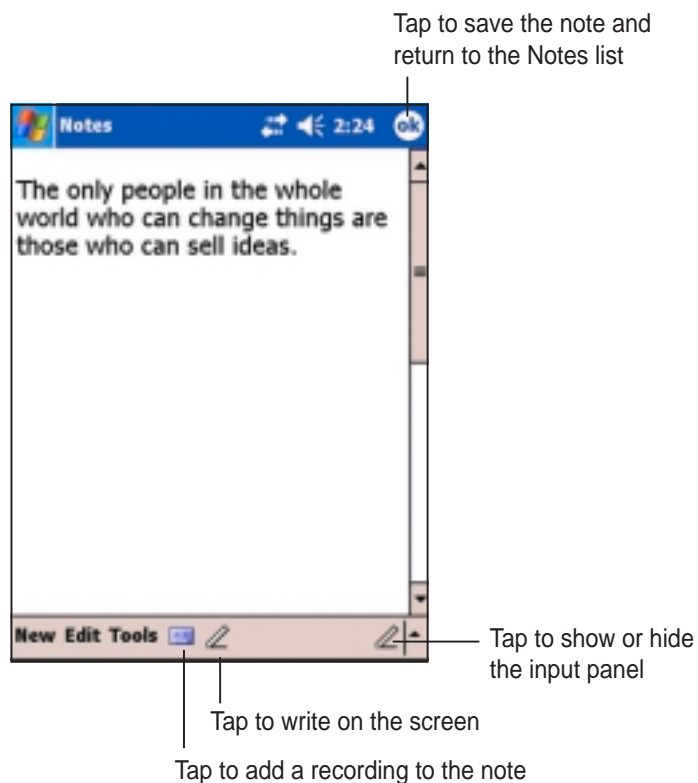 Tap to save the note and
return to the Notes list
Notes 2:24 ok
The only people in the whole
world who can change things are
those who can sell ideas.
New Edit Tools
Tap to show or hide
the input panel
Tap to write on the screen
Tap to add a recording to the note